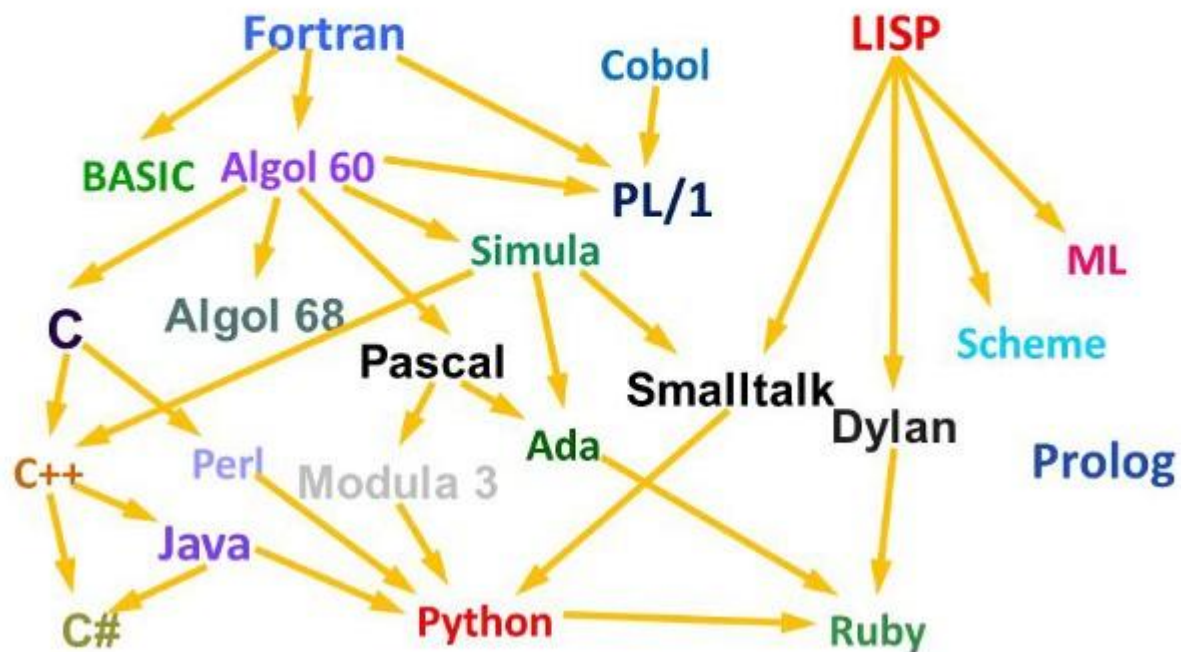 Fortran
LISP
Cobol
BASIC
Algol 60
PL/1
Simula
ML
Algol 68
C
Scheme
Pascal
Smalltalk
Dylan
Ada
Prolog
C++
Perl
Modula 3
Java
C#
Python
Ruby